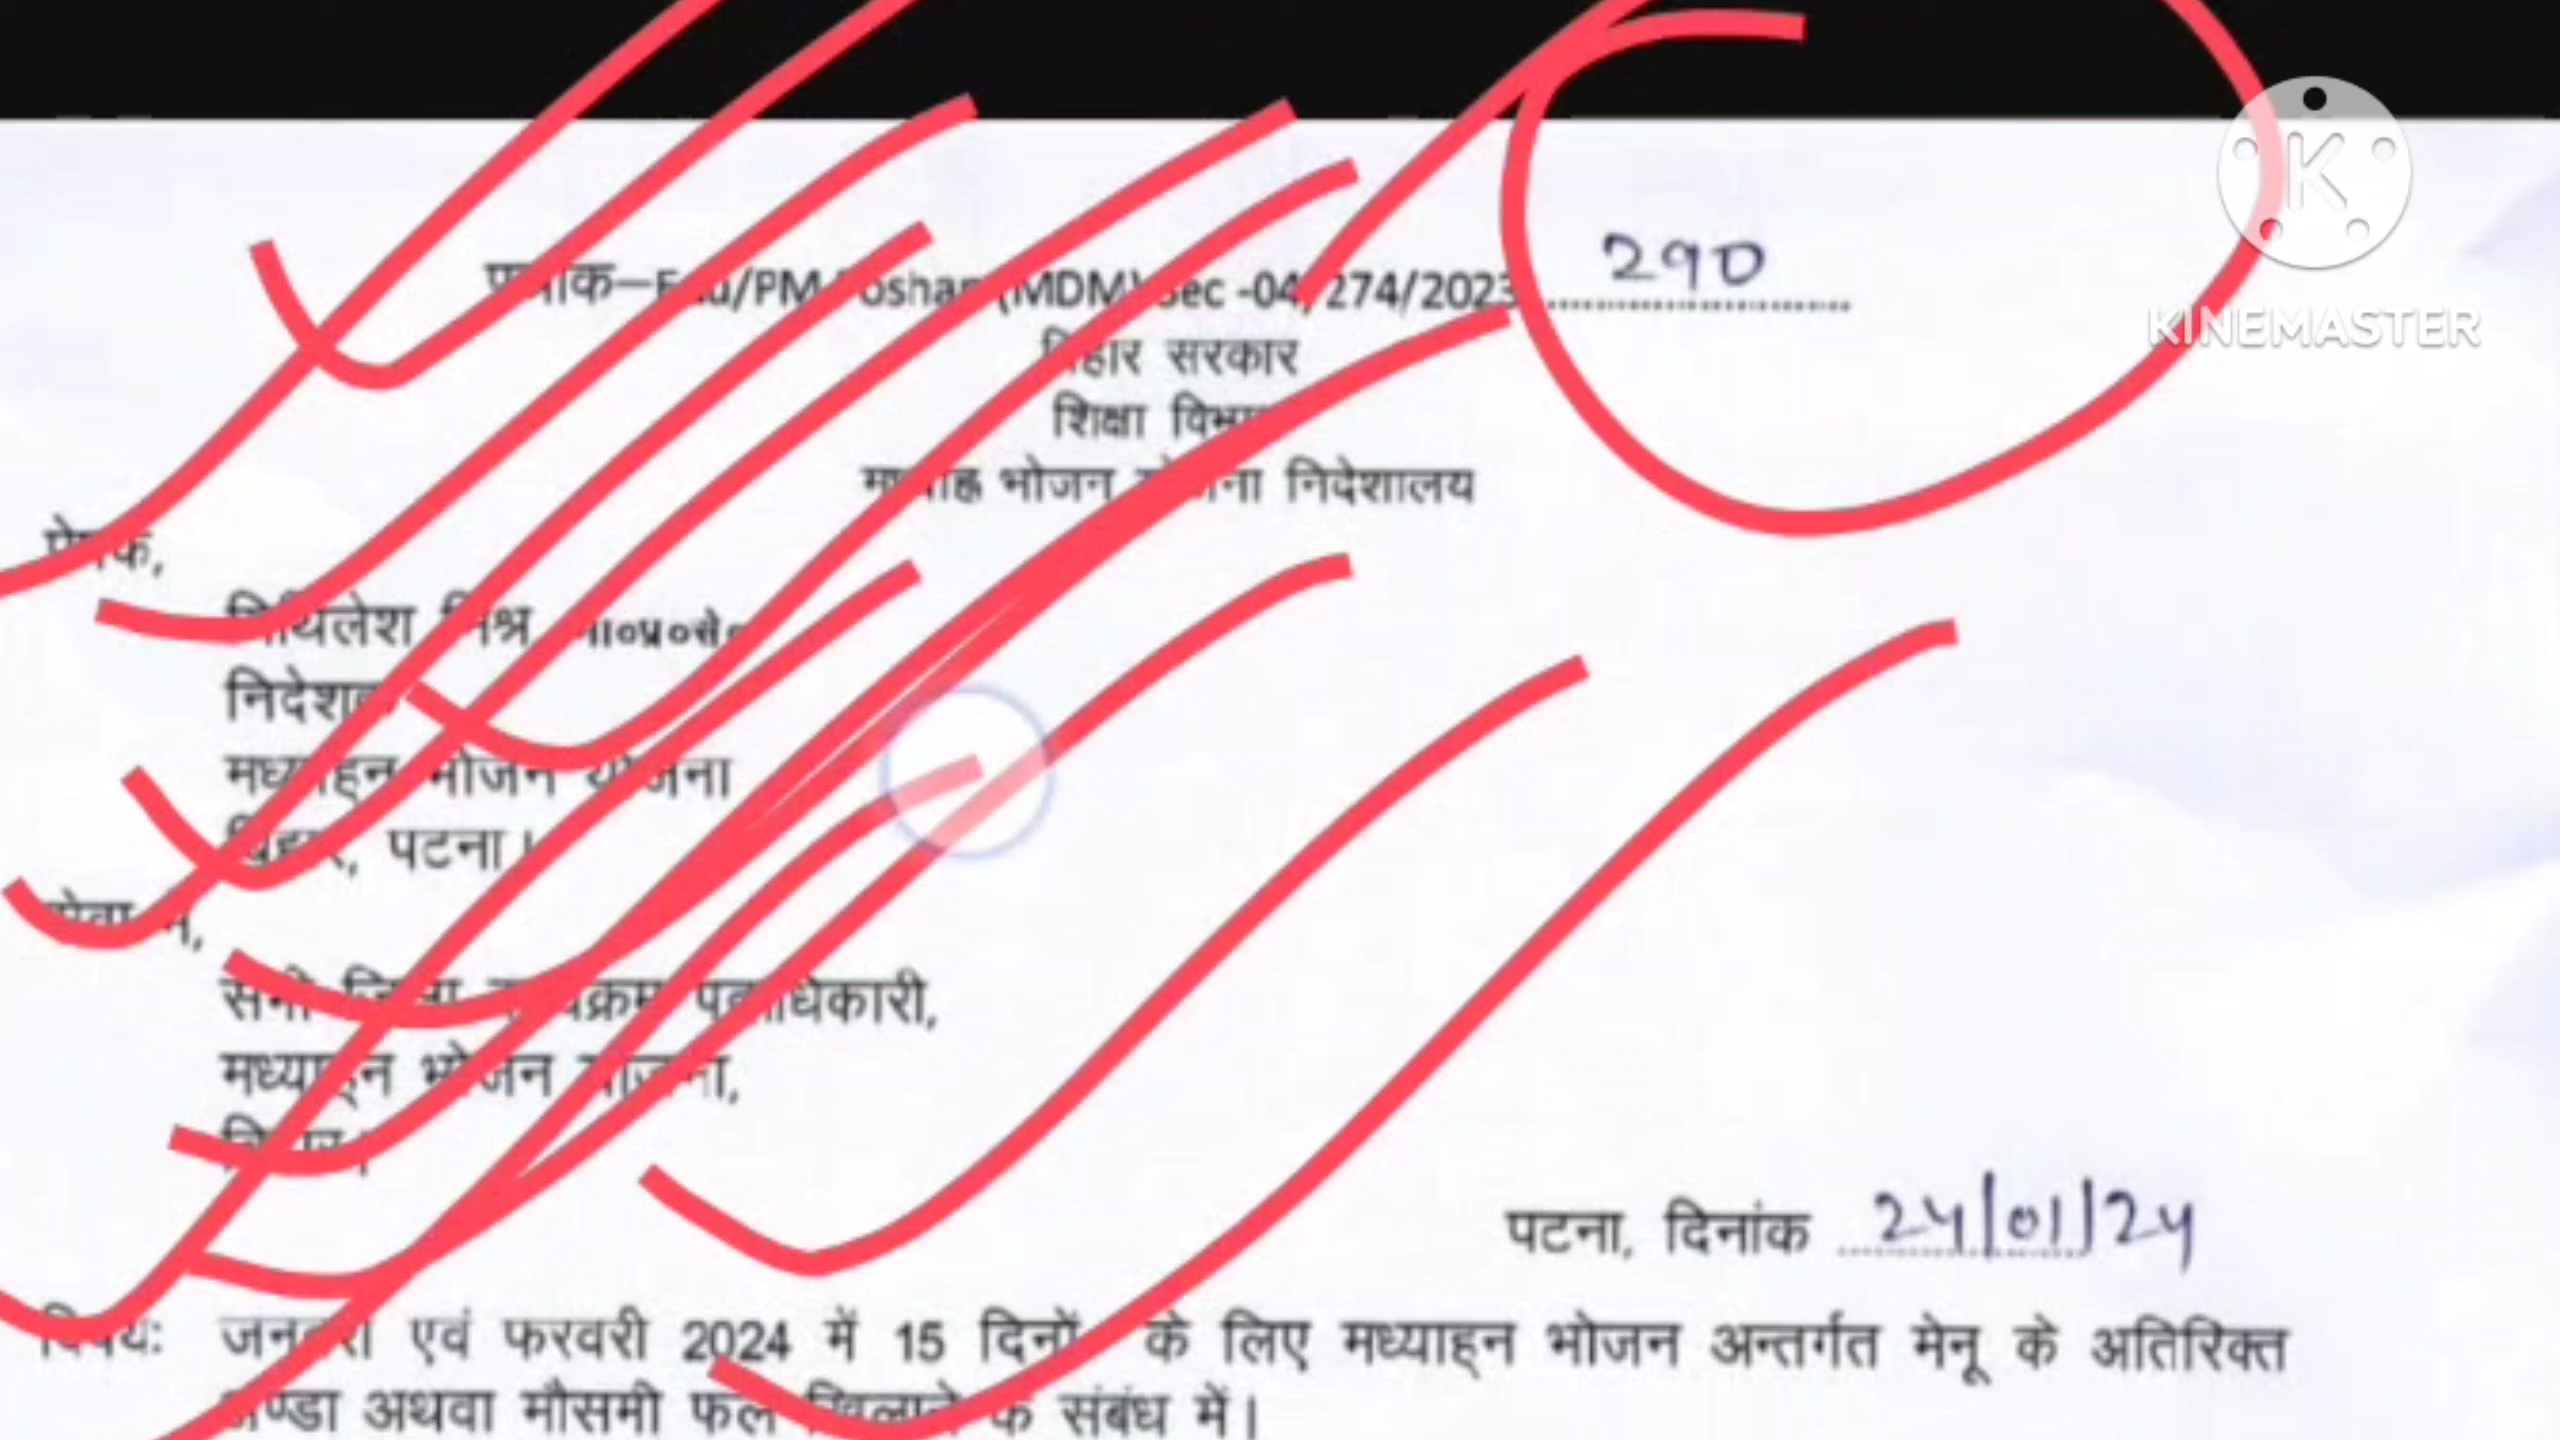 पत्रांक–Edu/PM Poshan (MDM) Sec -04/274/2023 290
बिहार सरकार
शिक्षा विभाग
मध्याह्न भोजन योजना निदेशालय
प्रेषक,
मिथिलेश मिश्र, भा०प्र०से०
निदेशक
मध्याह्न भोजन योजना
बिहार, पटना।
सेवा में,
सभी जिला कार्यक्रम पदाधिकारी,
मध्याह्न भोजन योजना,
बिहार।
पटना, दिनांक 24/01/24
विषय: जनवरी एवं फरवरी 2024 में 15 दिनों के लिए मध्याह्न भोजन अन्तर्गत मेनू के अतिरिक्त
अण्डा अथवा मौसमी फल खिलाने के संबंध में।
KINEMASTER